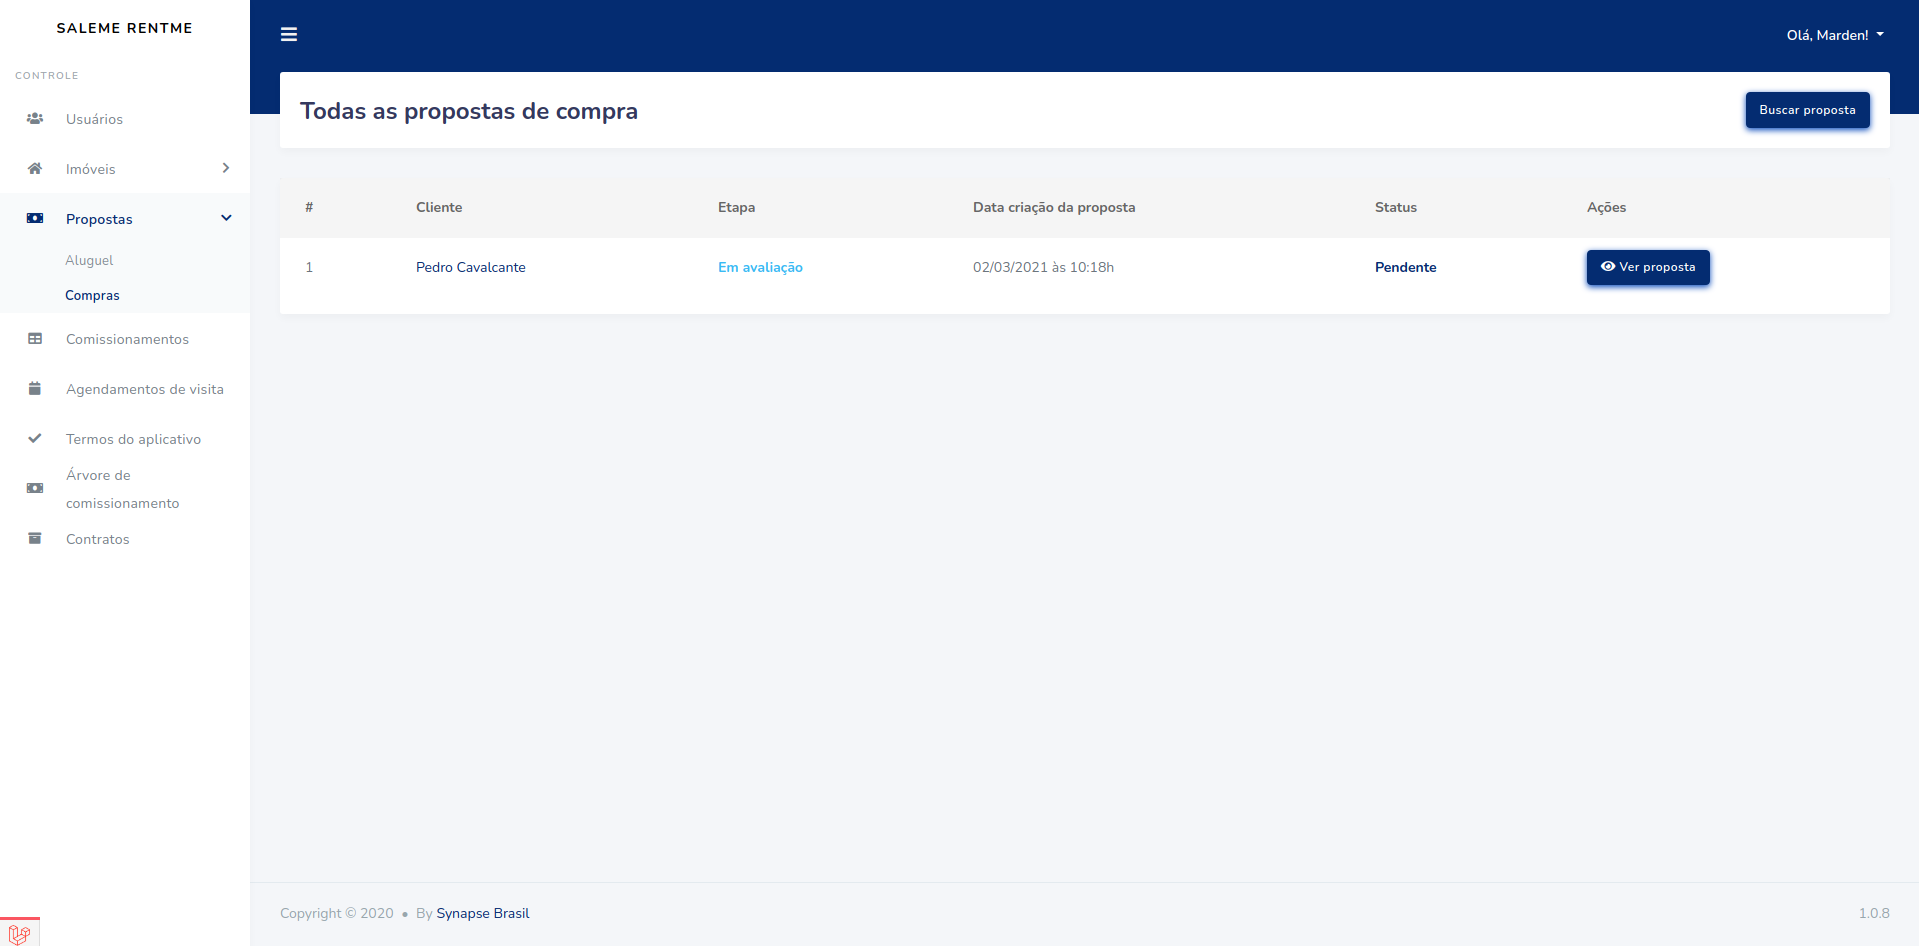 SALEME RENTME
CONTROLE
Usuários
Imóveis
Propostas
Aluguel
Compras
Comissionamentos
Agendamentos de visita
Termos do aplicativo
Árvore de
comissionamento
Contratos
Olá, Marden!
Todas as propostas de compra
Buscar proposta
# Cliente Etapa Data criação da proposta Status Ações
1 Pedro Cavalcante Em avaliação 02/03/2021 às 10:18h Pendente Ver proposta
Copyright © 2020 • By Synapse Brasil
1.0.8